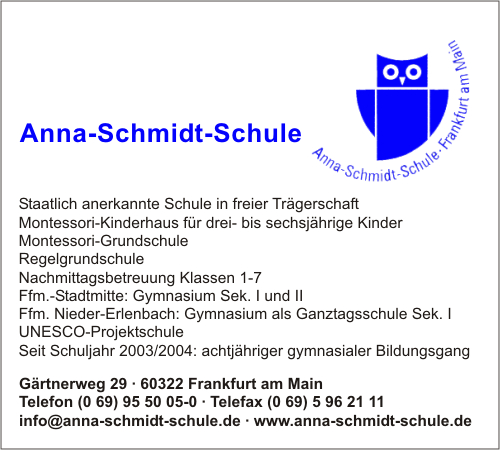 Anna-Schmidt-Schule
Anna-Schmidt-Schule·Frankfurt am Main
Staatlich anerkannte Schule in freier Trägerschaft
Montessori-Kinderhaus für drei- bis sechsjährige Kinder
Montessori-Grundschule
Regelgrundschule
Nachmittagsbetreuung Klassen 1-7
Ffm.-Stadtmitte: Gymnasium Sek. I und II
Ffm. Nieder-Erlenbach: Gymnasium als Ganztagsschule Sek. I
UNESCO-Projektschule
Seit Schuljahr 2003/2004: achtjähriger gymnasialer Bildungsgang
Gärtnerweg 29 · 60322 Frankfurt am Main
Telefon (0 69) 95 50 05-0 · Telefax (0 69) 5 96 21 11
info@anna-schmidt-schule.de · www.anna-schmidt-schule.de